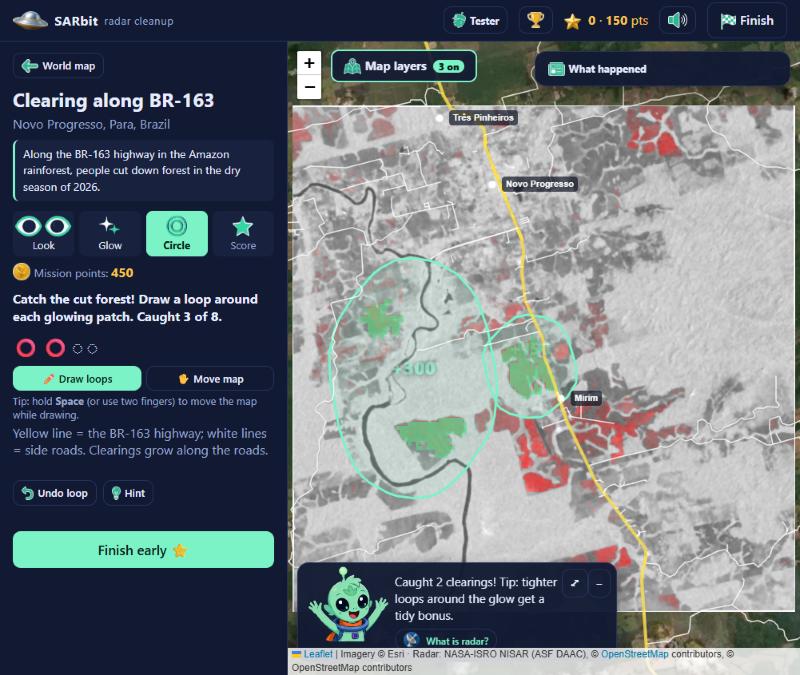 SARbit radar cleanup
Tester
0 · 150 pts
Finish
World map
Clearing along BR-163
Novo Progresso, Para, Brazil
Along the BR-163 highway in the Amazon
rainforest, people cut down forest in the dry
season of 2026.
Look
Glow
Circle
Score
Mission points: 450
Catch the cut forest! Draw a loop around
each glowing patch. Caught 3 of 8.
Draw loops
Move map
Tip: hold Space (or use two fingers) to move the map
while drawing.
Yellow line = the BR-163 highway; white lines
= side roads. Clearings grow along the roads.
Undo loop
Hint
Finish early
+
−
Map layers 3 on
What happened
Três Pinheiros
Novo Progresso
+300
Mirim
Caught 2 clearings! Tip: tighter
loops around the glow get a
tidy bonus.
What is radar?
Leaflet | Imagery © Esri · Radar: NASA-ISRO NISAR (ASF DAAC), © OpenStreetMap contributors, ©
OpenStreetMap contributors